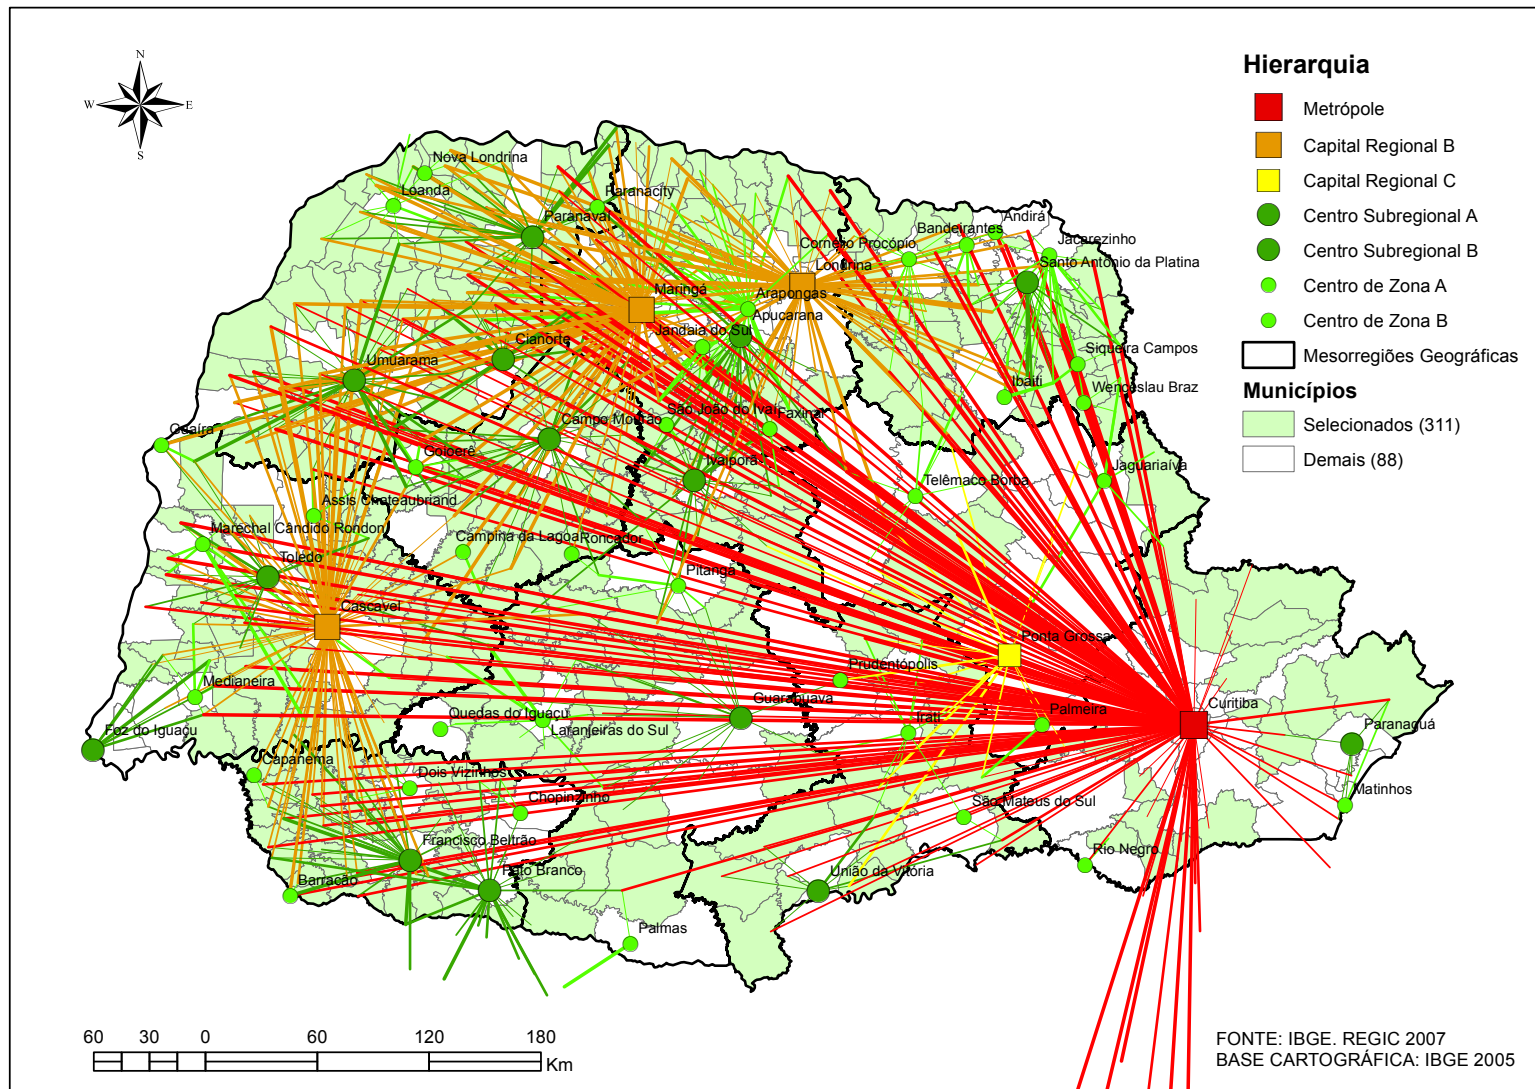 N
W
E
S
Hierarquia
Metrópole
Capital Regional B
Capital Regional C
Centro Subregional A
Centro Subregional B
Centro de Zona A
Centro de Zona B
Mesorregiões Geográficas
Municípios
Selecionados (311)
Demais (88)
Nova Londrina
Loanda
Paranacity
Paranavaí
Andirá
Bandeirantes
Jacarezinho
Cornélio Procópio
Londrina
Santo Antônio da Platina
Maringá
Arapongas
Apucarana
Jandaia do Sul
Cianorte
Umuarama
Siqueira Campos
Ibaiti
Wenceslau Braz
Campo Mourão
São João do Ivaí
Faxinal
Guaíra
Goioerê
Ivaiporã
Jaguariaíva
Telêmaco Borba
Assis Chateaubriand
Marechal Cândido Rondon
Campina da Lagoa
Roncador
Toledo
Pitanga
Cascavel
Ponta Grossa
Prudentópolis
Medianeira
Guarapuava
Curitiba
Palmeira
Irati
Paranaguá
Quedas do Iguaçu
Laranjeiras do Sul
Foz do Iguaçu
Capanema
Dois Vizinhos
Matinhos
Chopinzinho
São Mateus do Sul
Francisco Beltrão
Rio Negro
Pato Branco
União da Vitória
Barracão
Palmas
60 30 0 60 120 180
Km
FONTE: IBGE. REGIC 2007
BASE CARTOGRÁFICA: IBGE 2005